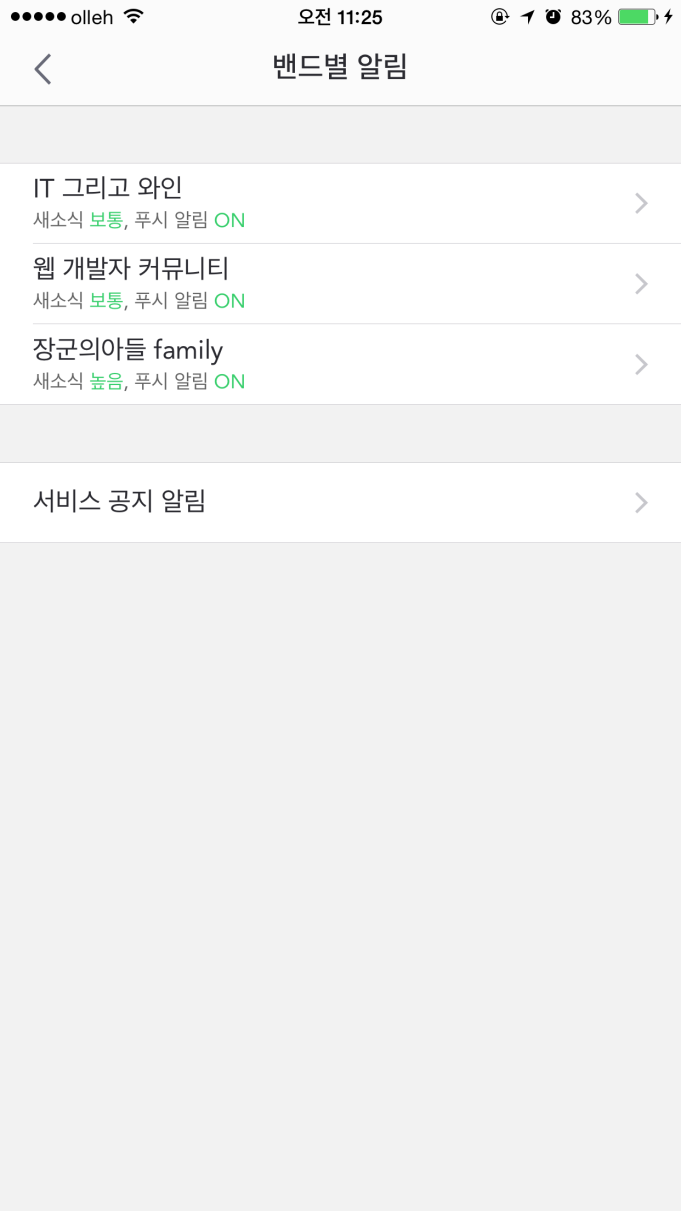 olleh 오전 11:25 83%
밴드별 알림
IT 그리고 와인
새소식 보통, 푸시 알림 ON
웹 개발자 커뮤니티
새소식 보통, 푸시 알림 ON
장군의아들 family
새소식 높음, 푸시 알림 ON
서비스 공지 알림